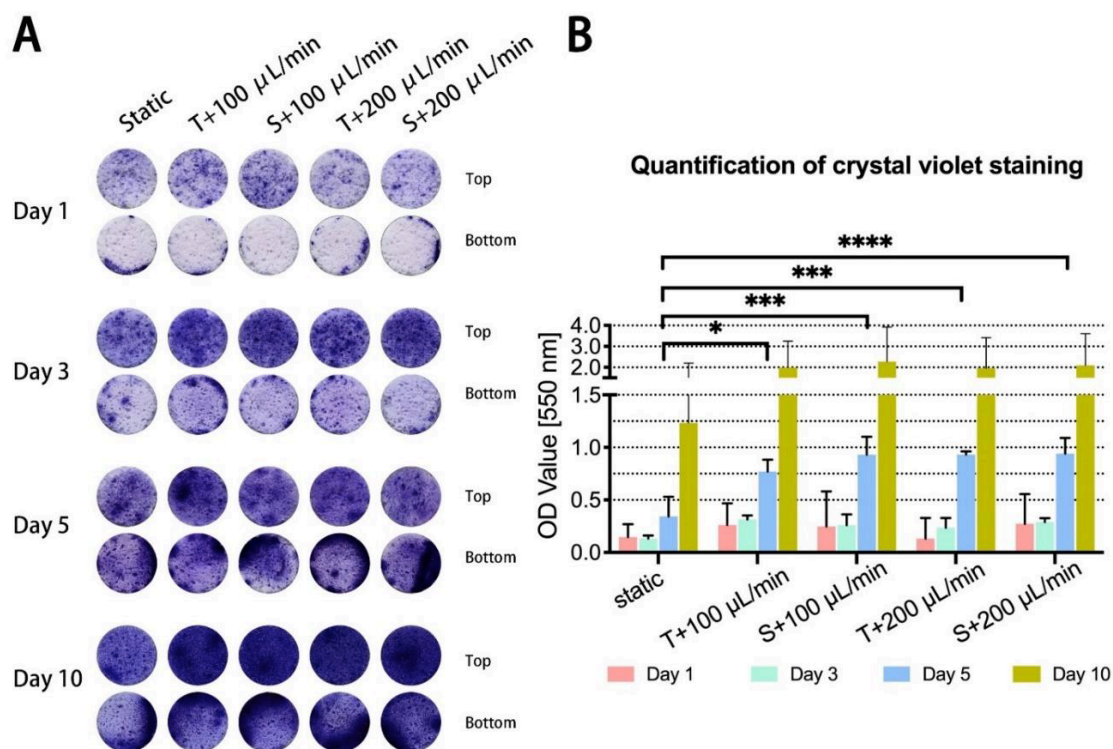 A
Static
T+100 μL/min
S+100 μL/min
T+200 μL/min
S+200 μL/min
Day 1
Top
Bottom
Day 3
Top
Bottom
Day 5
Top
Bottom
Day 10
Top
Bottom
B
Quantification of crystal violet staining
****
***
***
*
OD Value [550 nm]
4.0
3.0
2.0
1.5
1.0
0.5
0.0
static
T+100 μL/min
S+100 μL/min
T+200 μL/min
S+200 μL/min
Day 1
Day 3
Day 5
Day 10